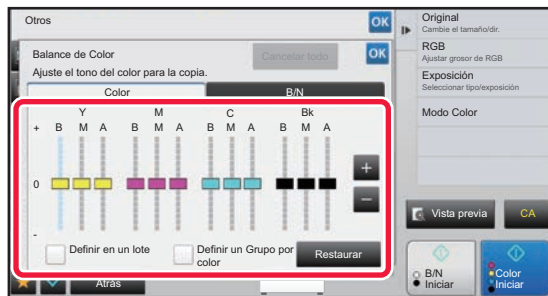 Otros
OK
Balance de Color
Cancelar todo
OK
Ajuste el tono del color para la copia.
Color
B/N
Y M C Bk
+ B M A B M A B M A B M A
+
0
-
-
Definir en un lote
Definir un Grupo por color
Restaurar
Atrás
Original
Cambie el tamaño/dir.
RGB
Ajustar grosor de RGB
Exposición
Seleccionar tipo/exposición
Modo Color
Vista previa
CA
B/N
Iniciar
Color
Iniciar